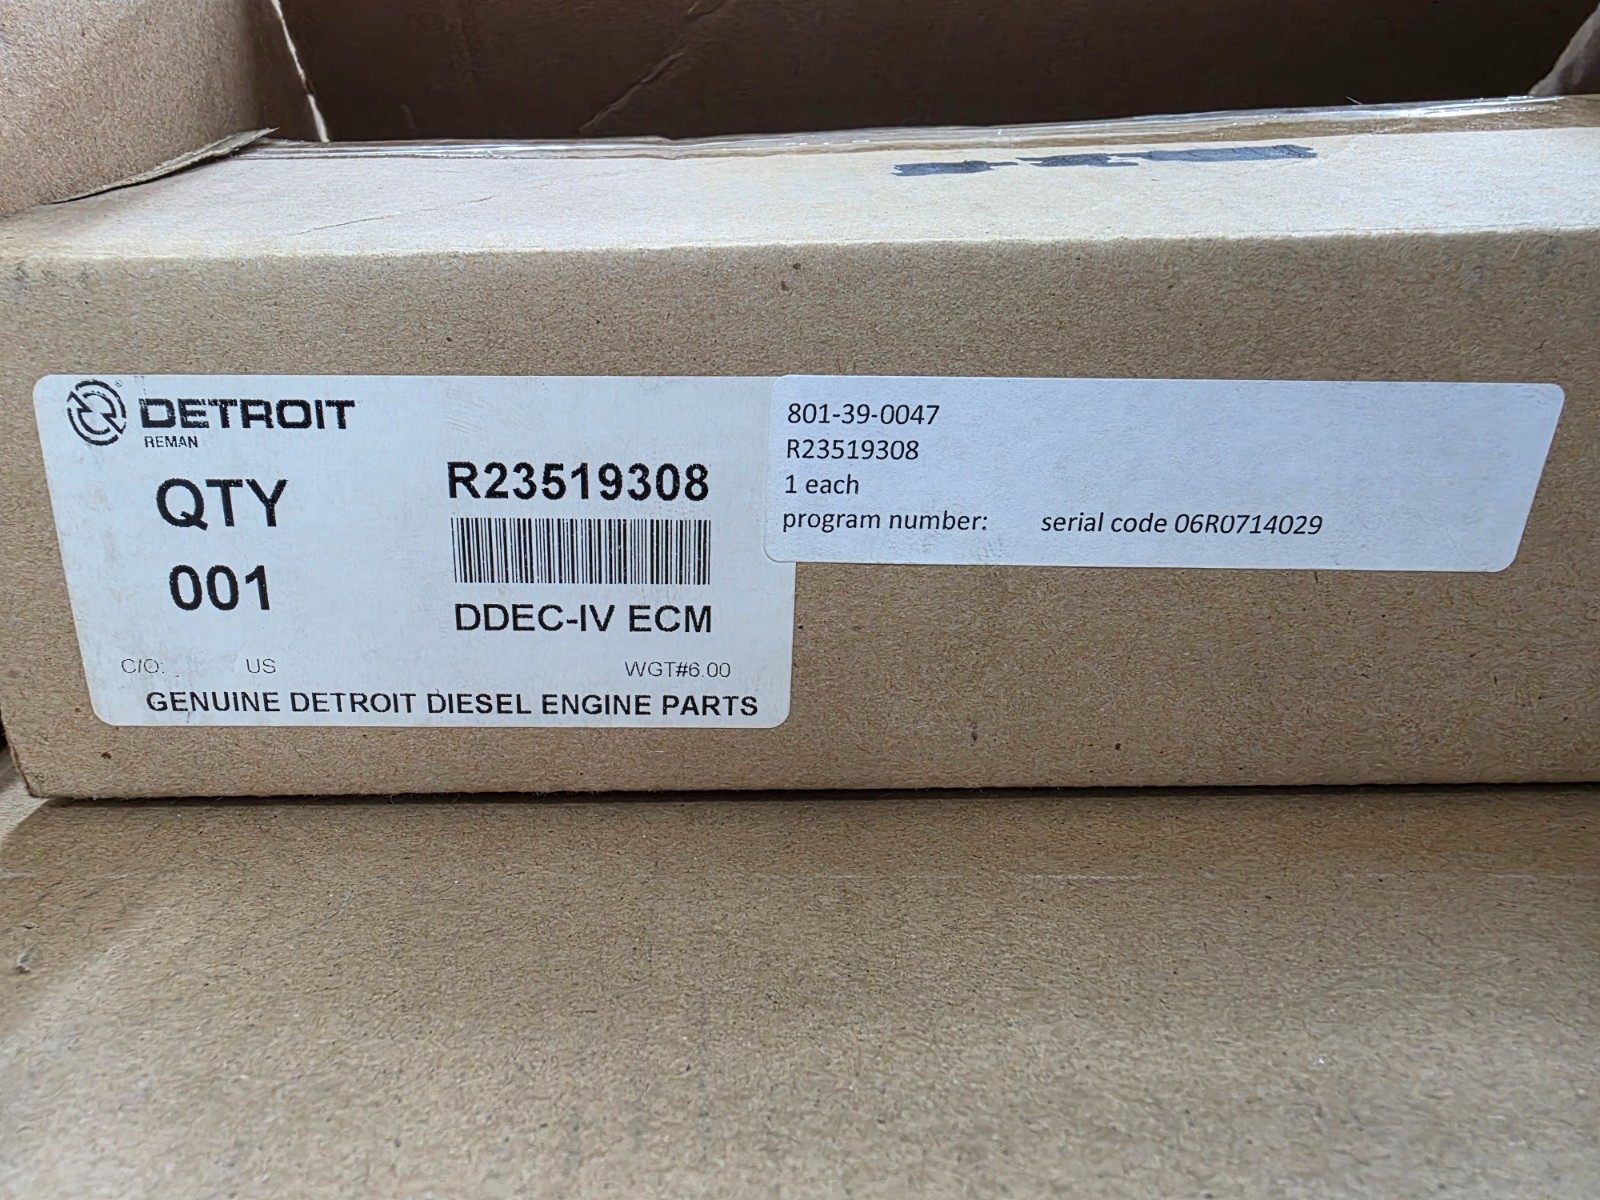 DETROIT
REMAN
QTY
001
R23519308
DDEC-IV ECM
C/O: US
WGT#6.00
GENUINE DETROIT DIESEL ENGINE PARTS
801-39-0047
R23519308
1 each
program number: serial code 06R0714029